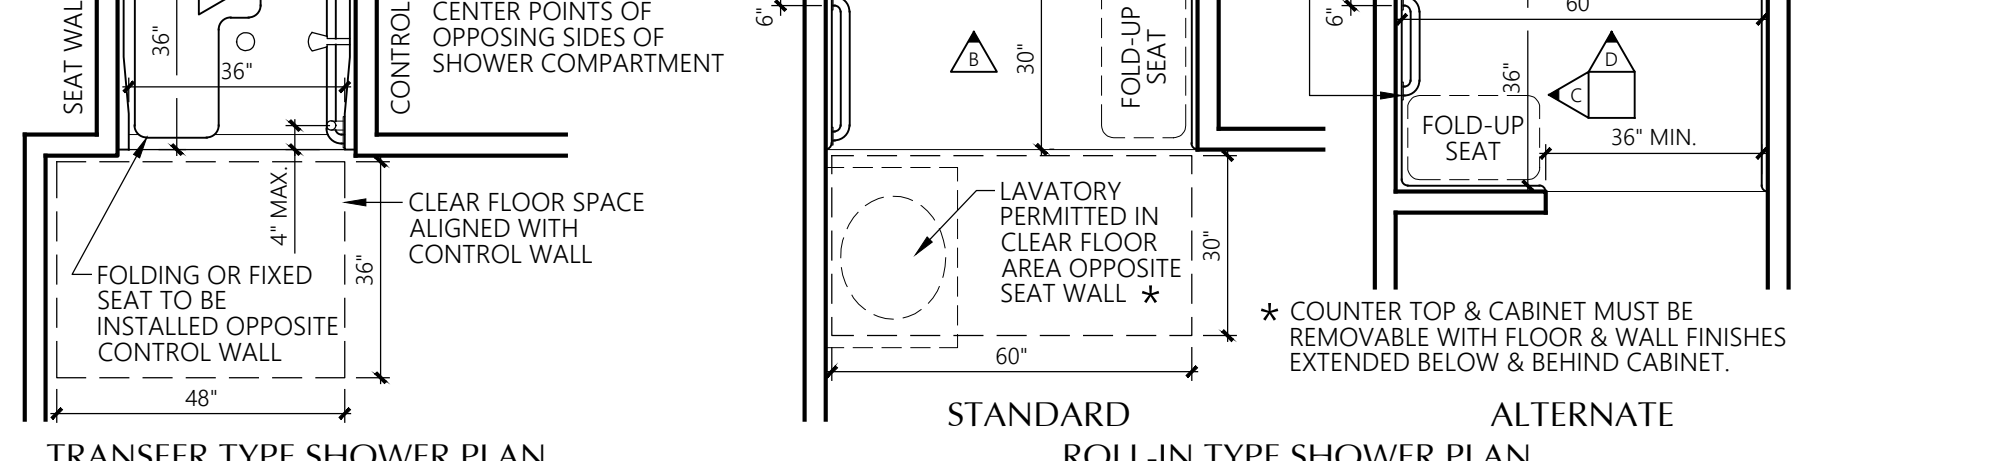 SEAT WAL
36"
36"
CONTROL
CENTER POINTS OF
OPPOSING SIDES OF
SHOWER COMPARTMENT
4" MAX.
36"
CLEAR FLOOR SPACE
ALIGNED WITH
CONTROL WALL
FOLDING OR FIXED
SEAT TO BE
INSTALLED OPPOSITE
CONTROL WALL
48"
TRANSFER TYPE SHOWER PLAN
6"
B
30"
FOLD-UP
SEAT
LAVATORY
PERMITTED IN
CLEAR FLOOR
AREA OPPOSITE
SEAT WALL *
30"
60"
STANDARD
6"
60"
36"
D
C
FOLD-UP
SEAT
36" MIN.
* COUNTER TOP & CABINET MUST BE
REMOVABLE WITH FLOOR & WALL FINISHES
EXTENDED BELOW & BEHIND CABINET.
ALTERNATE
ROLL-IN TYPE SHOWER PLAN